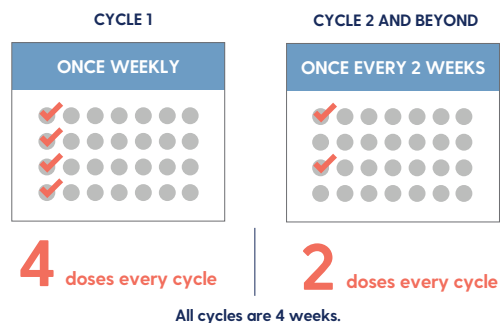 CYCLE 1
ONCE WEEKLY
4 doses every cycle
CYCLE 2 AND BEYOND
ONCE EVERY 2 WEEKS
2 doses every cycle
All cycles are 4 weeks.